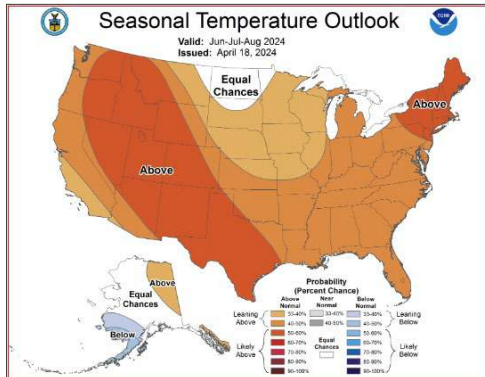 Seasonal Temperature Outlook
Valid: Jun-Jul-Aug 2024
Issued: April 18, 2024
Equal
Chances
Above
Above
Above
Equal
Chances
Below
Probability
(Percent Chance)
Above
Normal
Near
Normal
Below
Normal
Leaning
Above
33-40%
40-50%
33-40%
40-50%
33-40%
40-50%
Leaning
Below
Likely
Above
50-60%
60-70%
70-80%
80-90%
90-100%
Equal
Chances
50-60%
60-70%
70-80%
80-90%
90-100%
Likely
Below